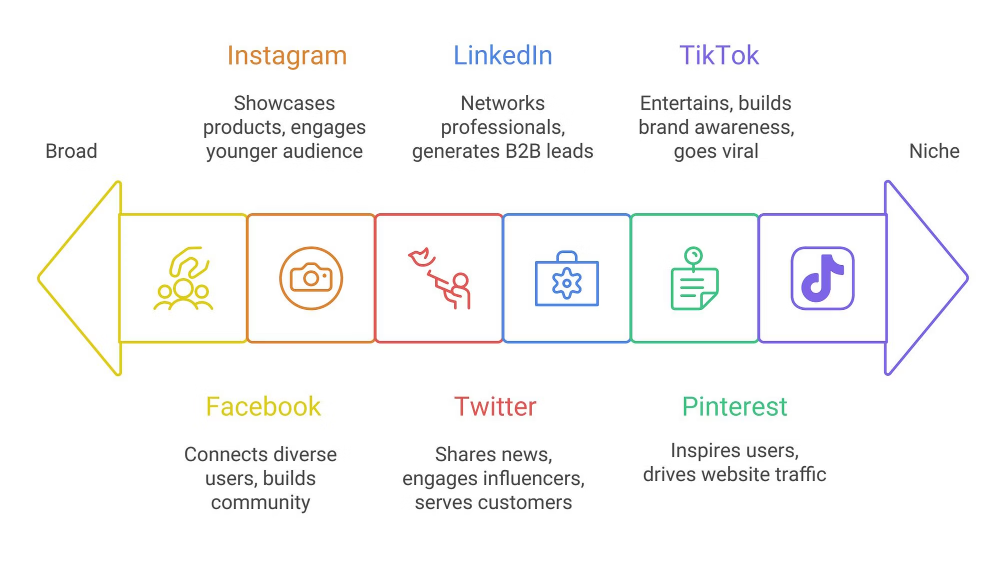 Instagram
LinkedIn
TikTok
Showcases
products, engages
younger audience
Networks
professionals,
generates B2B leads
Entertains, builds
brand awareness,
goes viral
Broad
Niche
Facebook
Twitter
Pinterest
Connects diverse
users, builds
community
Shares news,
engages influencers,
serves customers
Inspires users,
drives website traffic